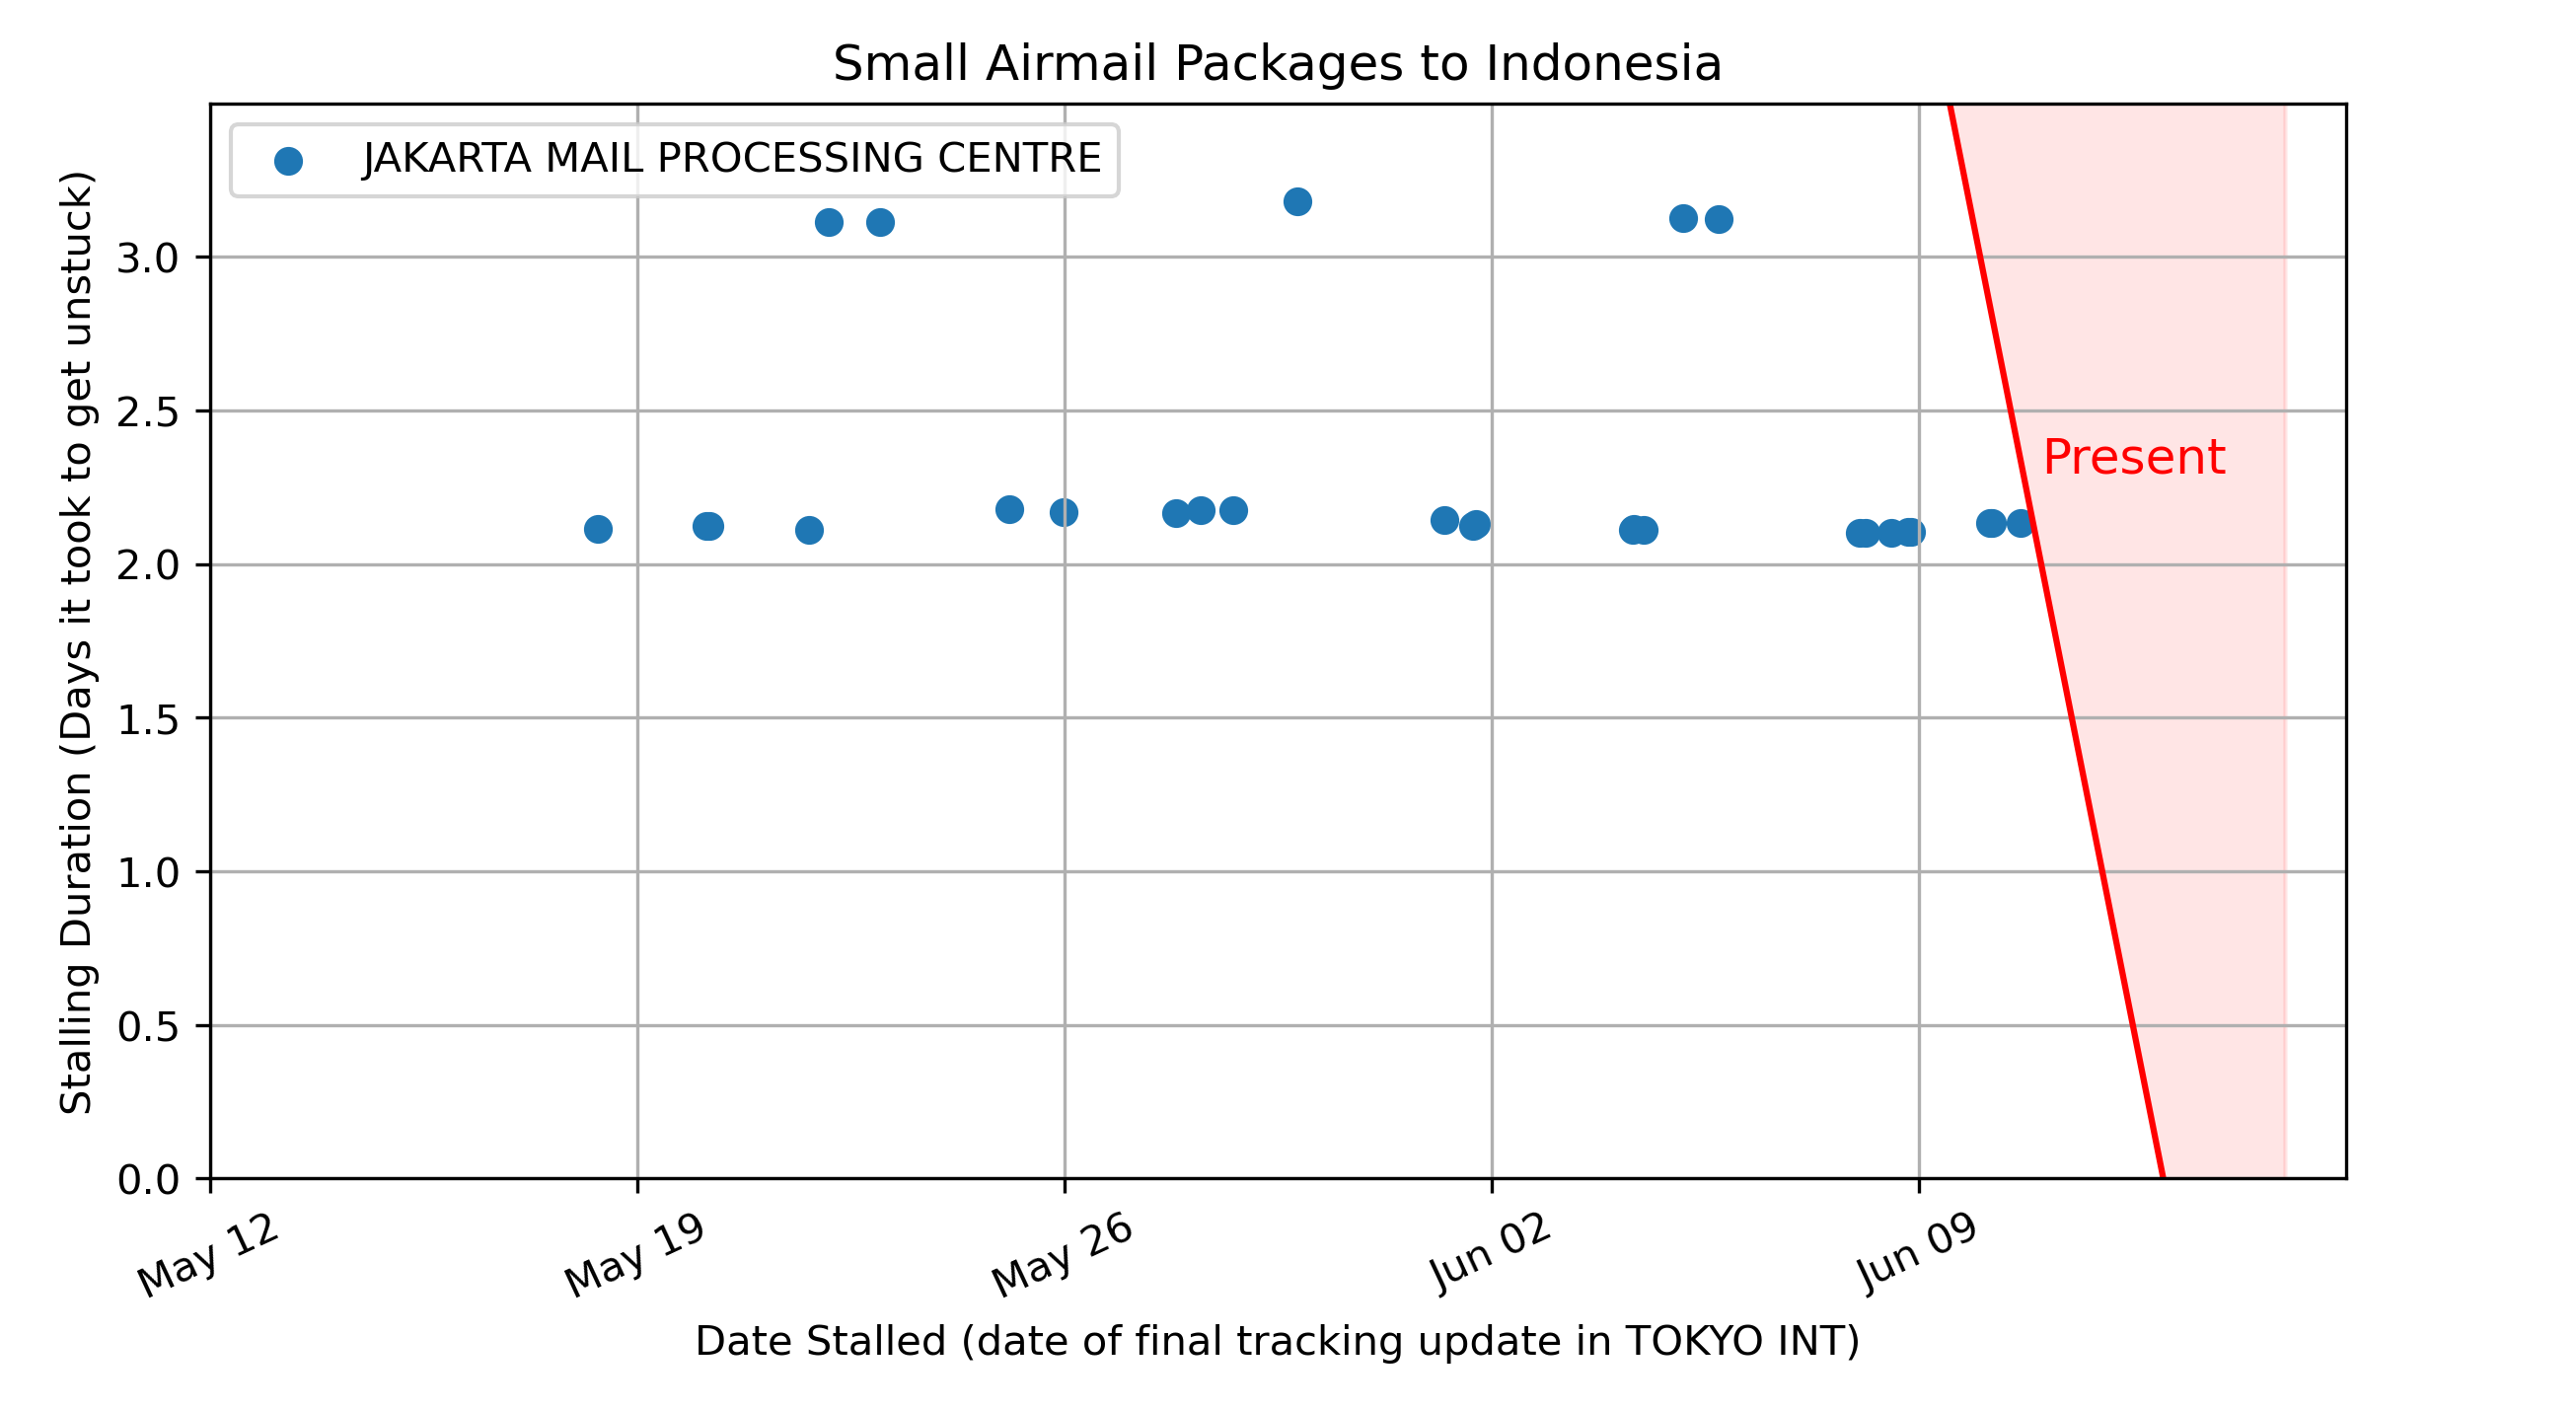 Small Airmail Packages to Indonesia
JAKARTA MAIL PROCESSING CENTRE
Stalling Duration (Days it took to get unstuck)
3.0
2.5
2.0
1.5
1.0
0.5
0.0
Present
May 12
May 19
May 26
Jun 02
Jun 09
Date Stalled (date of final tracking update in TOKYO INT)